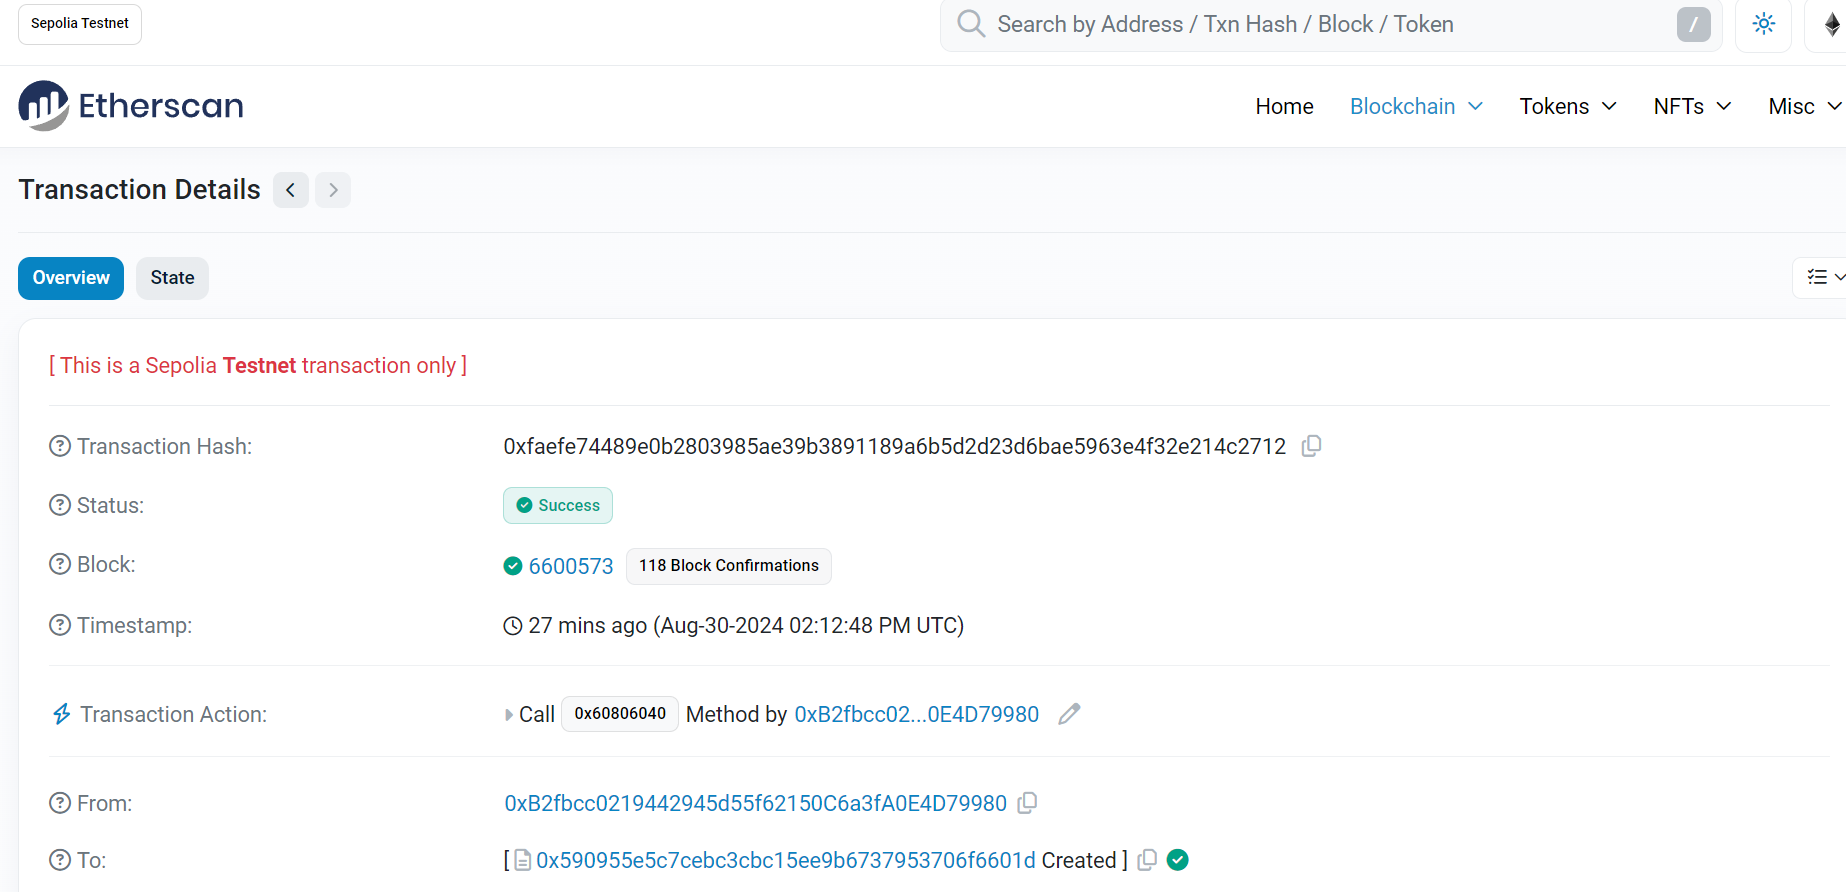 Sepolia Testnet
Search by Address / Txn Hash / Block / Token /
Etherscan
Home Blockchain Tokens NFTs Misc
Transaction Details
Overview State
[ This is a Sepolia Testnet transaction only ]
Transaction Hash: 0xfaefe74489e0b2803985ae39b3891189a6b5d2d23d6bae5963e4f32e214c2712
Status: Success
Block: 6600573 118 Block Confirmations
Timestamp: 27 mins ago (Aug-30-2024 02:12:48 PM UTC)
Transaction Action: Call 0x60806040 Method by 0xB2fbcc02...0E4D79980
From: 0xB2fbcc0219442945d55f62150C6a3fA0E4D79980
To: [ 0x590955e5c7cebc3cbc15ee9b6737953706f6601d Created ]